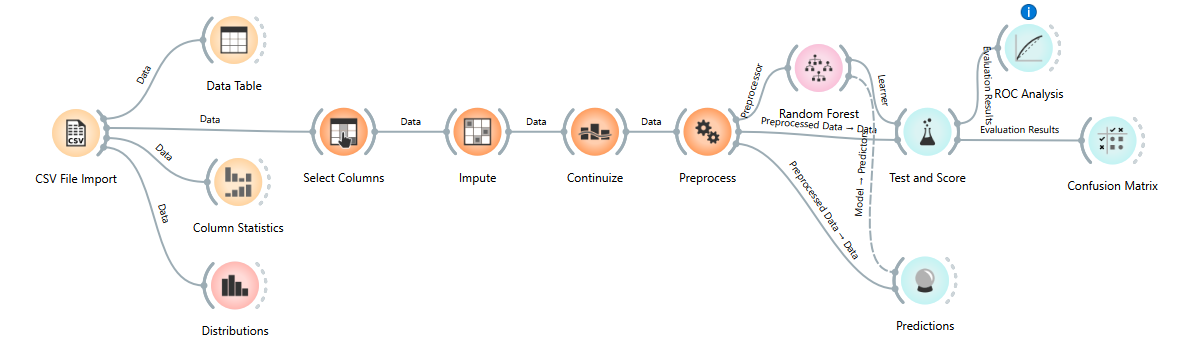 i
Data
Data Table
Evaluation Results
ROC Analysis
Preprocessor
Learner
Random Forest
Data
CSV
CSV File Import
Data
Select Columns
Data
Impute
Data
Continuize
Data
Preprocess
Preprocessed Data → Data
Test and Score
Evaluation Results
Confusion Matrix
Data
Column Statistics
Model → Predictors
Preprocessed Data → Data
Data
Distributions
Predictions